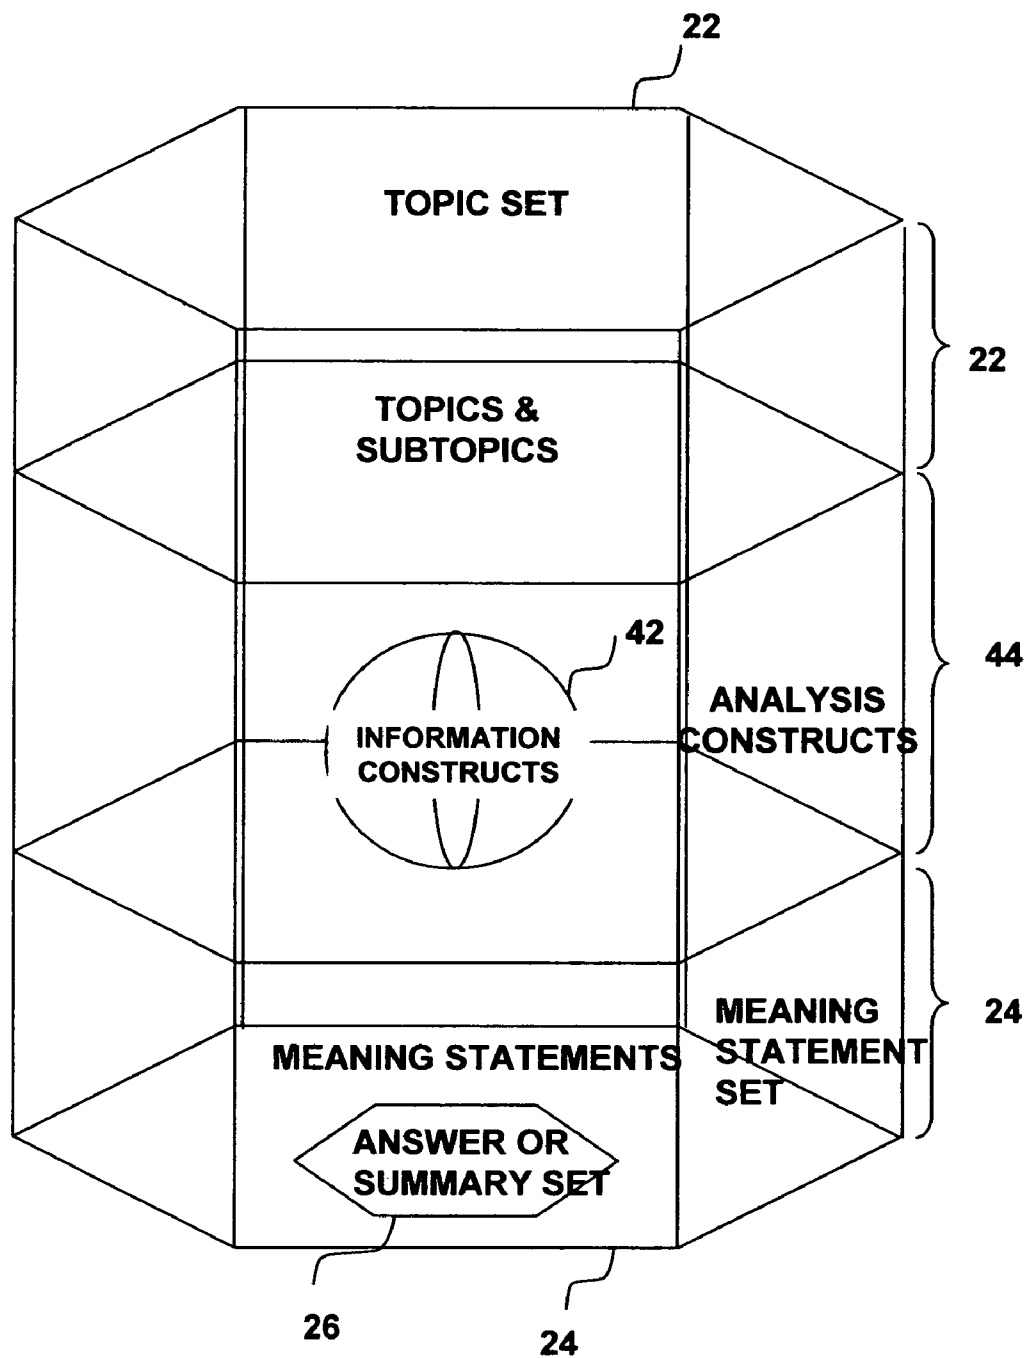 22
TOPIC SET
22
TOPICS &
SUBTOPICS
42
44
INFORMATION
CONSTRUCTS
ANALYSIS
CONSTRUCTS
24
MEANING
STATEMENT
SET
MEANING STATEMENTS
ANSWER OR
SUMMARY SET
26
24